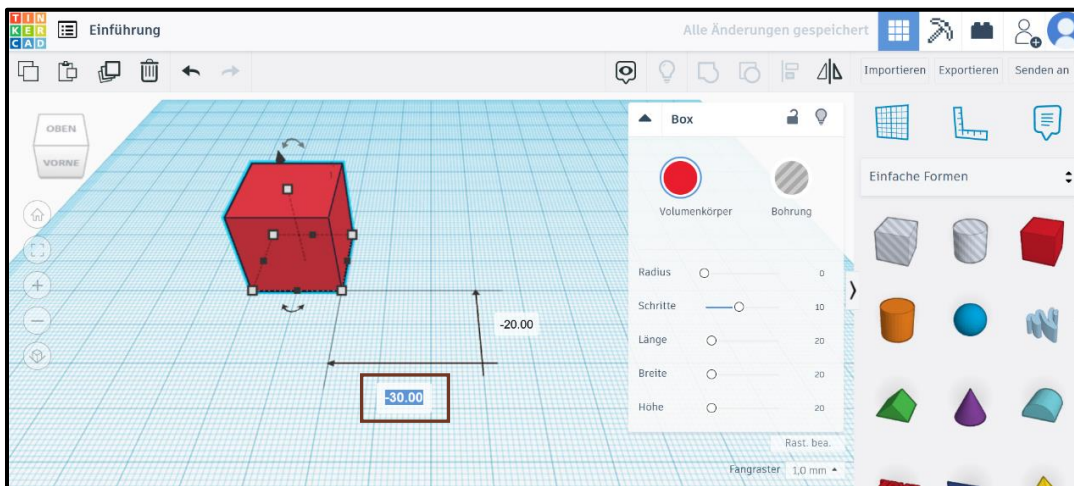 TIN
KER
CAD
Einführung
Alle Änderungen gespeichert
Importieren Exportieren Senden an
OBEN
VORNE
Box
Volumenkörper Bohrung
Radius 0
Schritte 10
Länge 20
Breite 20
Höhe 20
Rast. bea.
Fangraster 1,0 mm
-20.00
-30.00
Einfache Formen